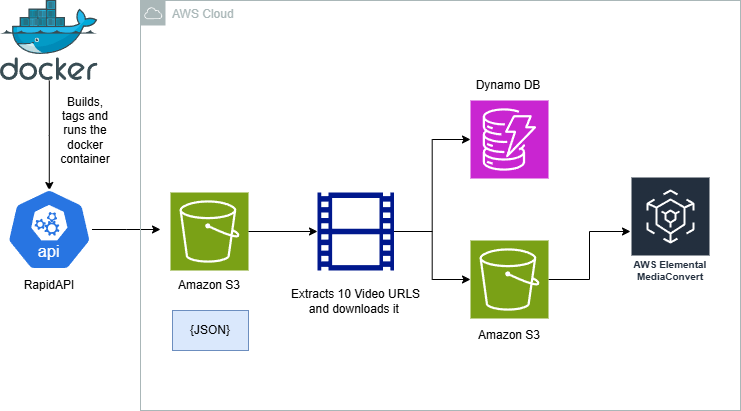 docker
AWS Cloud
Builds,
tags and
runs the
docker
container
Dynamo DB
api
RapidAPI
Amazon S3
{JSON}
Extracts 10 Video URLS
and downloads it
Amazon S3
AWS Elemental
MediaConvert